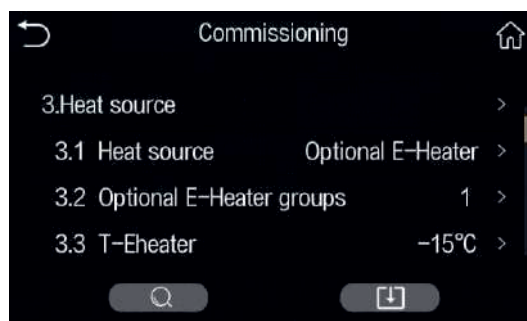 Commissioning
3.Heat source >
3.1 Heat source Optional E-Heater >
3.2 Optional E-Heater groups 1 >
3.3 T-Eheater -15°C >